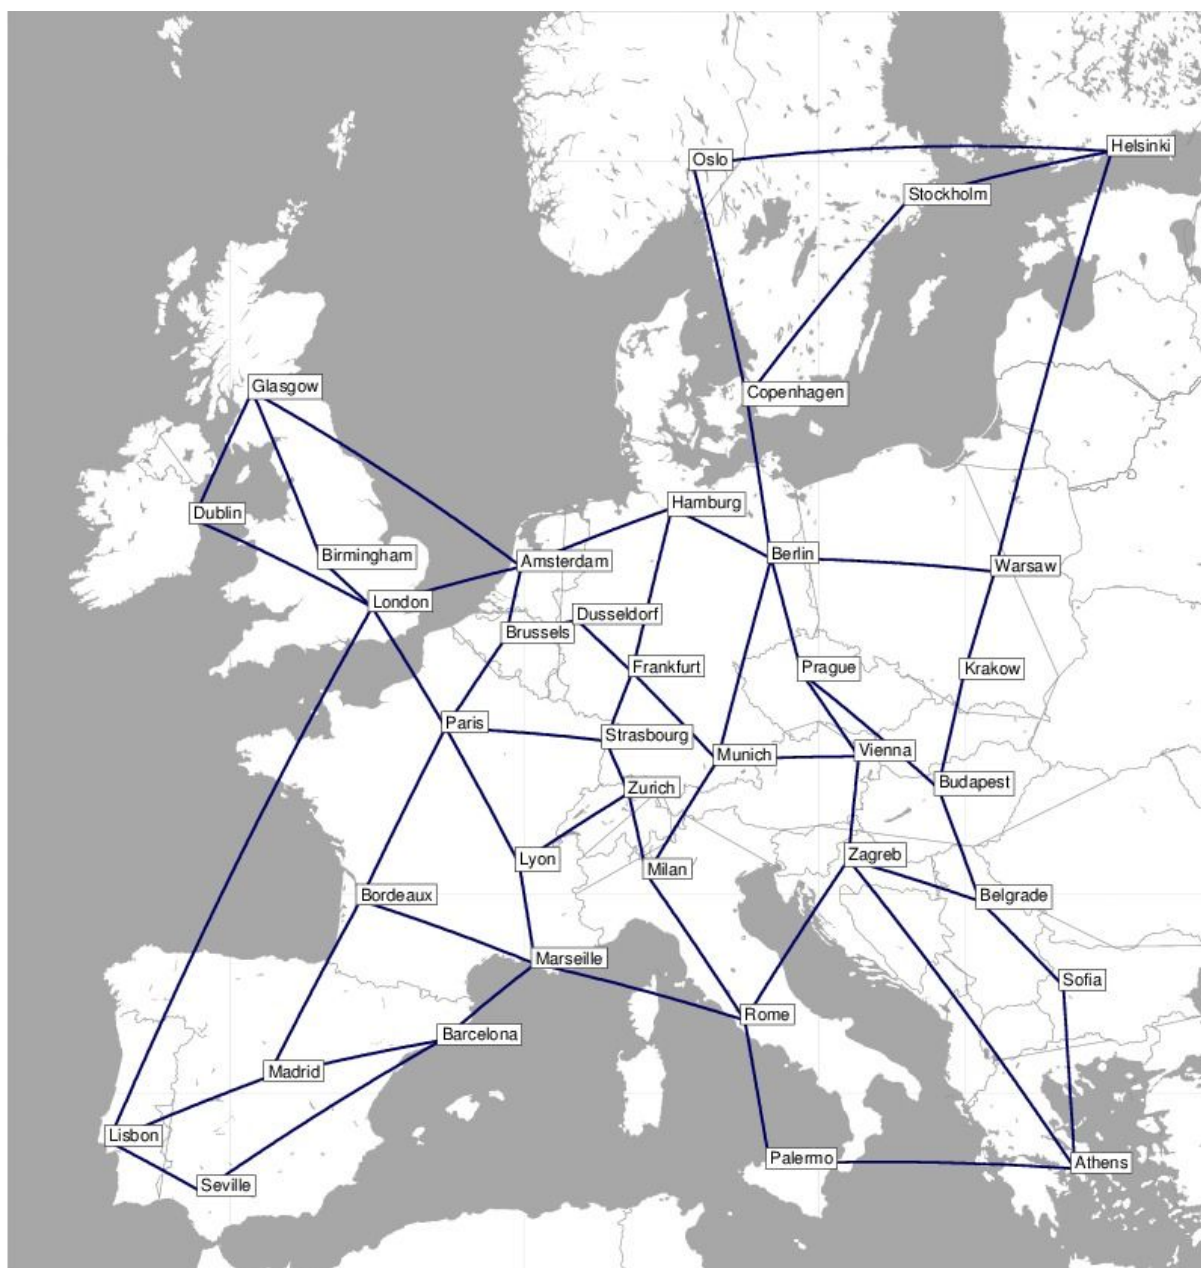 Helsinki
Oslo
Stockholm
Glasgow
Copenhagen
Hamburg
Dublin
Birmingham
Berlin
Amsterdam
Warsaw
London
Dusseldorf
Brussels
Frankfurt
Prague
Krakow
Paris
Strasbourg
Vienna
Munich
Budapest
Zurich
Zagreb
Lyon
Milan
Bordeaux
Belgrade
Marseille
Sofia
Rome
Barcelona
Madrid
Lisbon
Palermo
Athens
Seville